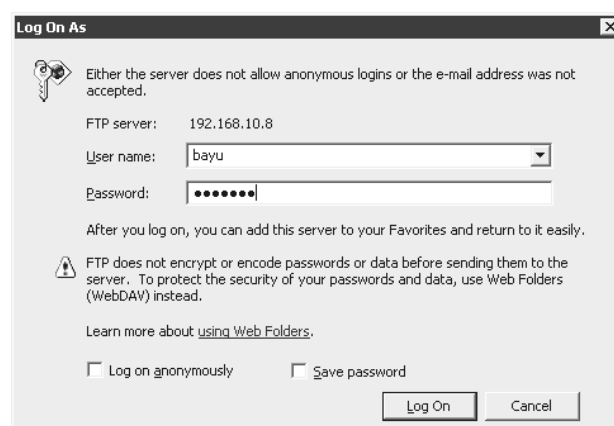 Log On As
Either the server does not allow anonymous logins or the e-mail address was not
accepted.
FTP server: 192.168.10.8
User name: bayu
Password: •••••••
After you log on, you can add this server to your Favorites and return to it easily.
FTP does not encrypt or encode passwords or data before sending them to the
server. To protect the security of your passwords and data, use Web Folders
(WebDAV) instead.
Learn more about using Web Folders.
Log on anonymously Save password
Log On Cancel